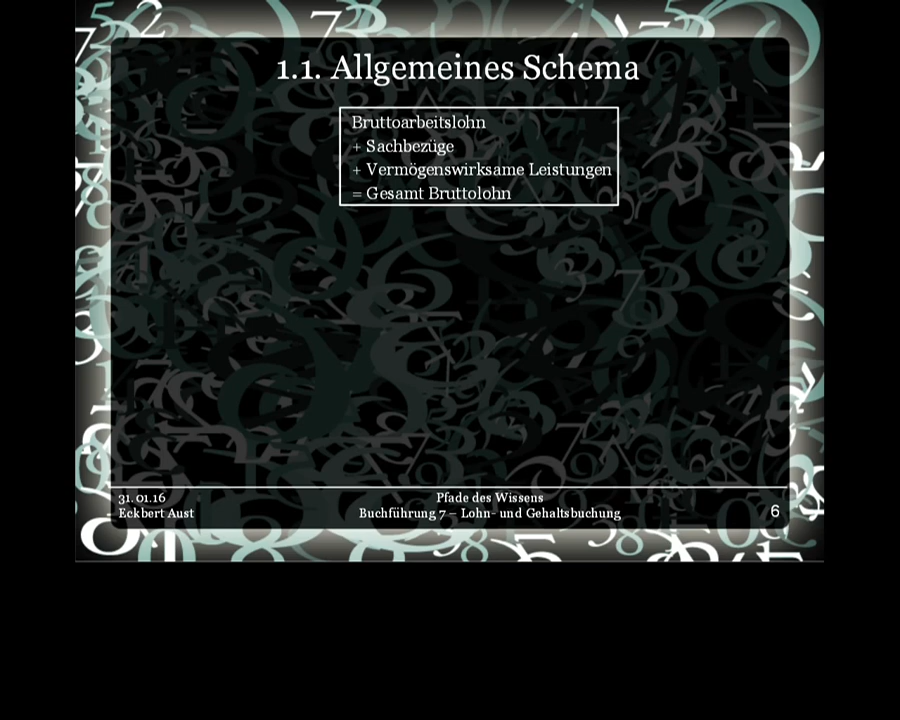 1.1. Allgemeines Schema
Bruttoarbeitslohn
+ Sachbezüge
+ Vermögenswirksame Leistungen
= Gesamt Bruttolohn
31.01.16
Eckbert Aust
Pfade des Wissens
Buchführung 7 – Lohn- und Gehaltsbuchung
6